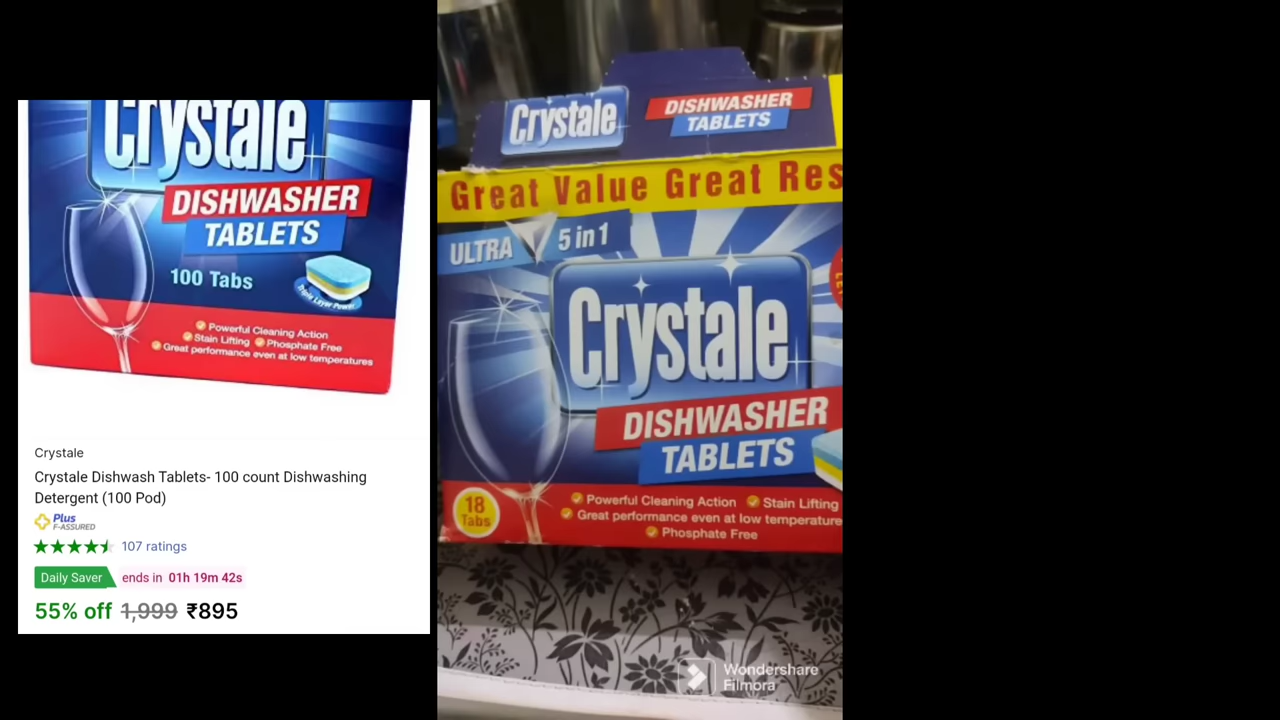 Crystale
DISHWASHER
TABLETS
100 Tabs
Triple Layer Power
Powerful Cleaning Action
Stain Lifting Phosphate Free
Great performance even at low temperatures
Crystale
Crystale Dishwash Tablets- 100 count Dishwashing
Detergent (100 Pod)
Plus
F-ASSURED
107 ratings
Daily Saver ends in 01h 19m 42s
55% off 1,999 ₹895
Crystale DISHWASHER
TABLETS
Great Value Great Res
ULTRA 5 in 1
Crystale
DISHWASHER
TABLETS
18
Tabs
Powerful Cleaning Action Stain Lifting
Great performance even at low temperature
Phosphate Free
Wondershare
Filmora